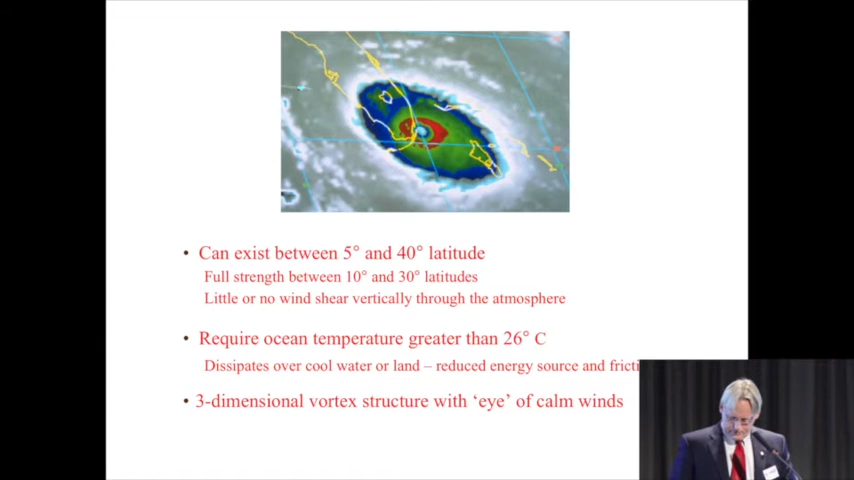 • Can exist between 5° and 40° latitude
Full strength between 10° and 30° latitudes
Little or no wind shear vertically through the atmosphere
• Require ocean temperature greater than 26° C
Dissipates over cool water or land – reduced energy source and
• 3-dimensional vortex structure with ‘eye’ of calm winds